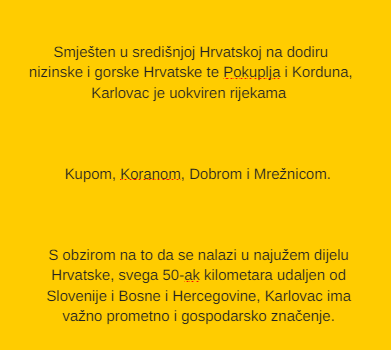 Smješten u središnjoj Hrvatskoj na dodiru
nizinske i gorske Hrvatske te Pokuplja i Korduna,
Karlovac je uokviren rijekama
Kupom, Koranom, Dobrom i Mrežnicom.
S obzirom na to da se nalazi u najužem dijelu
Hrvatske, svega 50-ak kilometara udaljen od
Slovenije i Bosne i Hercegovine, Karlovac ima
važno prometno i gospodarsko značenje.